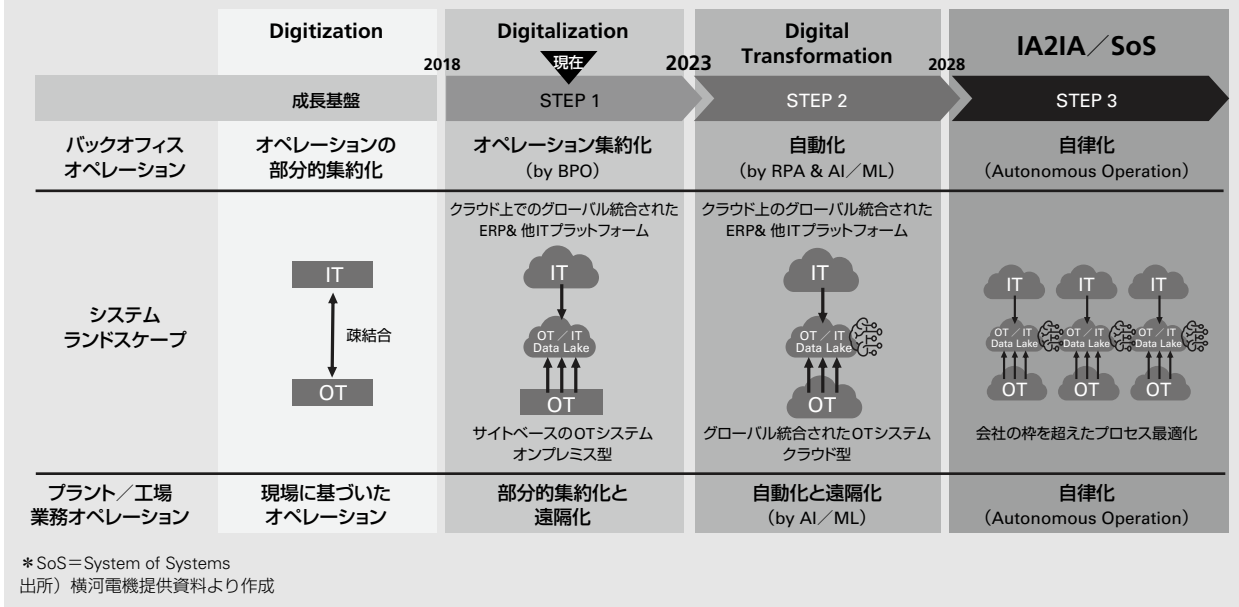 Digitization
Digitalization
Digital
Transformation
IA2IA／SoS
2018
現在
2023
2028
成長基盤
STEP 1
STEP 2
STEP 3
バックオフィス
オペレーション
オペレーションの
部分的集約化
オペレーション集約化
（by BPO）
自動化
（by RPA & AI／ML）
自律化
（Autonomous Operation）
システム
ランドスケープ
IT
疎結合
OT
クラウド上でのグローバル統合された
ERP& 他ITプラットフォーム
IT
OT／IT
Data Lake
OT
サイトベースのOTシステム
オンプレミス型
クラウド上のグローバル統合された
ERP& 他ITプラットフォーム
IT
OT／IT
Data Lake
OT
グローバル統合されたOTシステム
クラウド型
IT
IT
IT
OT／IT
Data Lake
OT／IT
Data Lake
OT／IT
Data Lake
OT
OT
OT
会社の枠を超えたプロセス最適化
プラント／工場
業務オペレーション
現場に基づいた
オペレーション
部分的集約化と
遠隔化
自動化と遠隔化
（by AI／ML）
自律化
（Autonomous Operation）
＊SoS＝System of Systems
出所）横河電機提供資料より作成